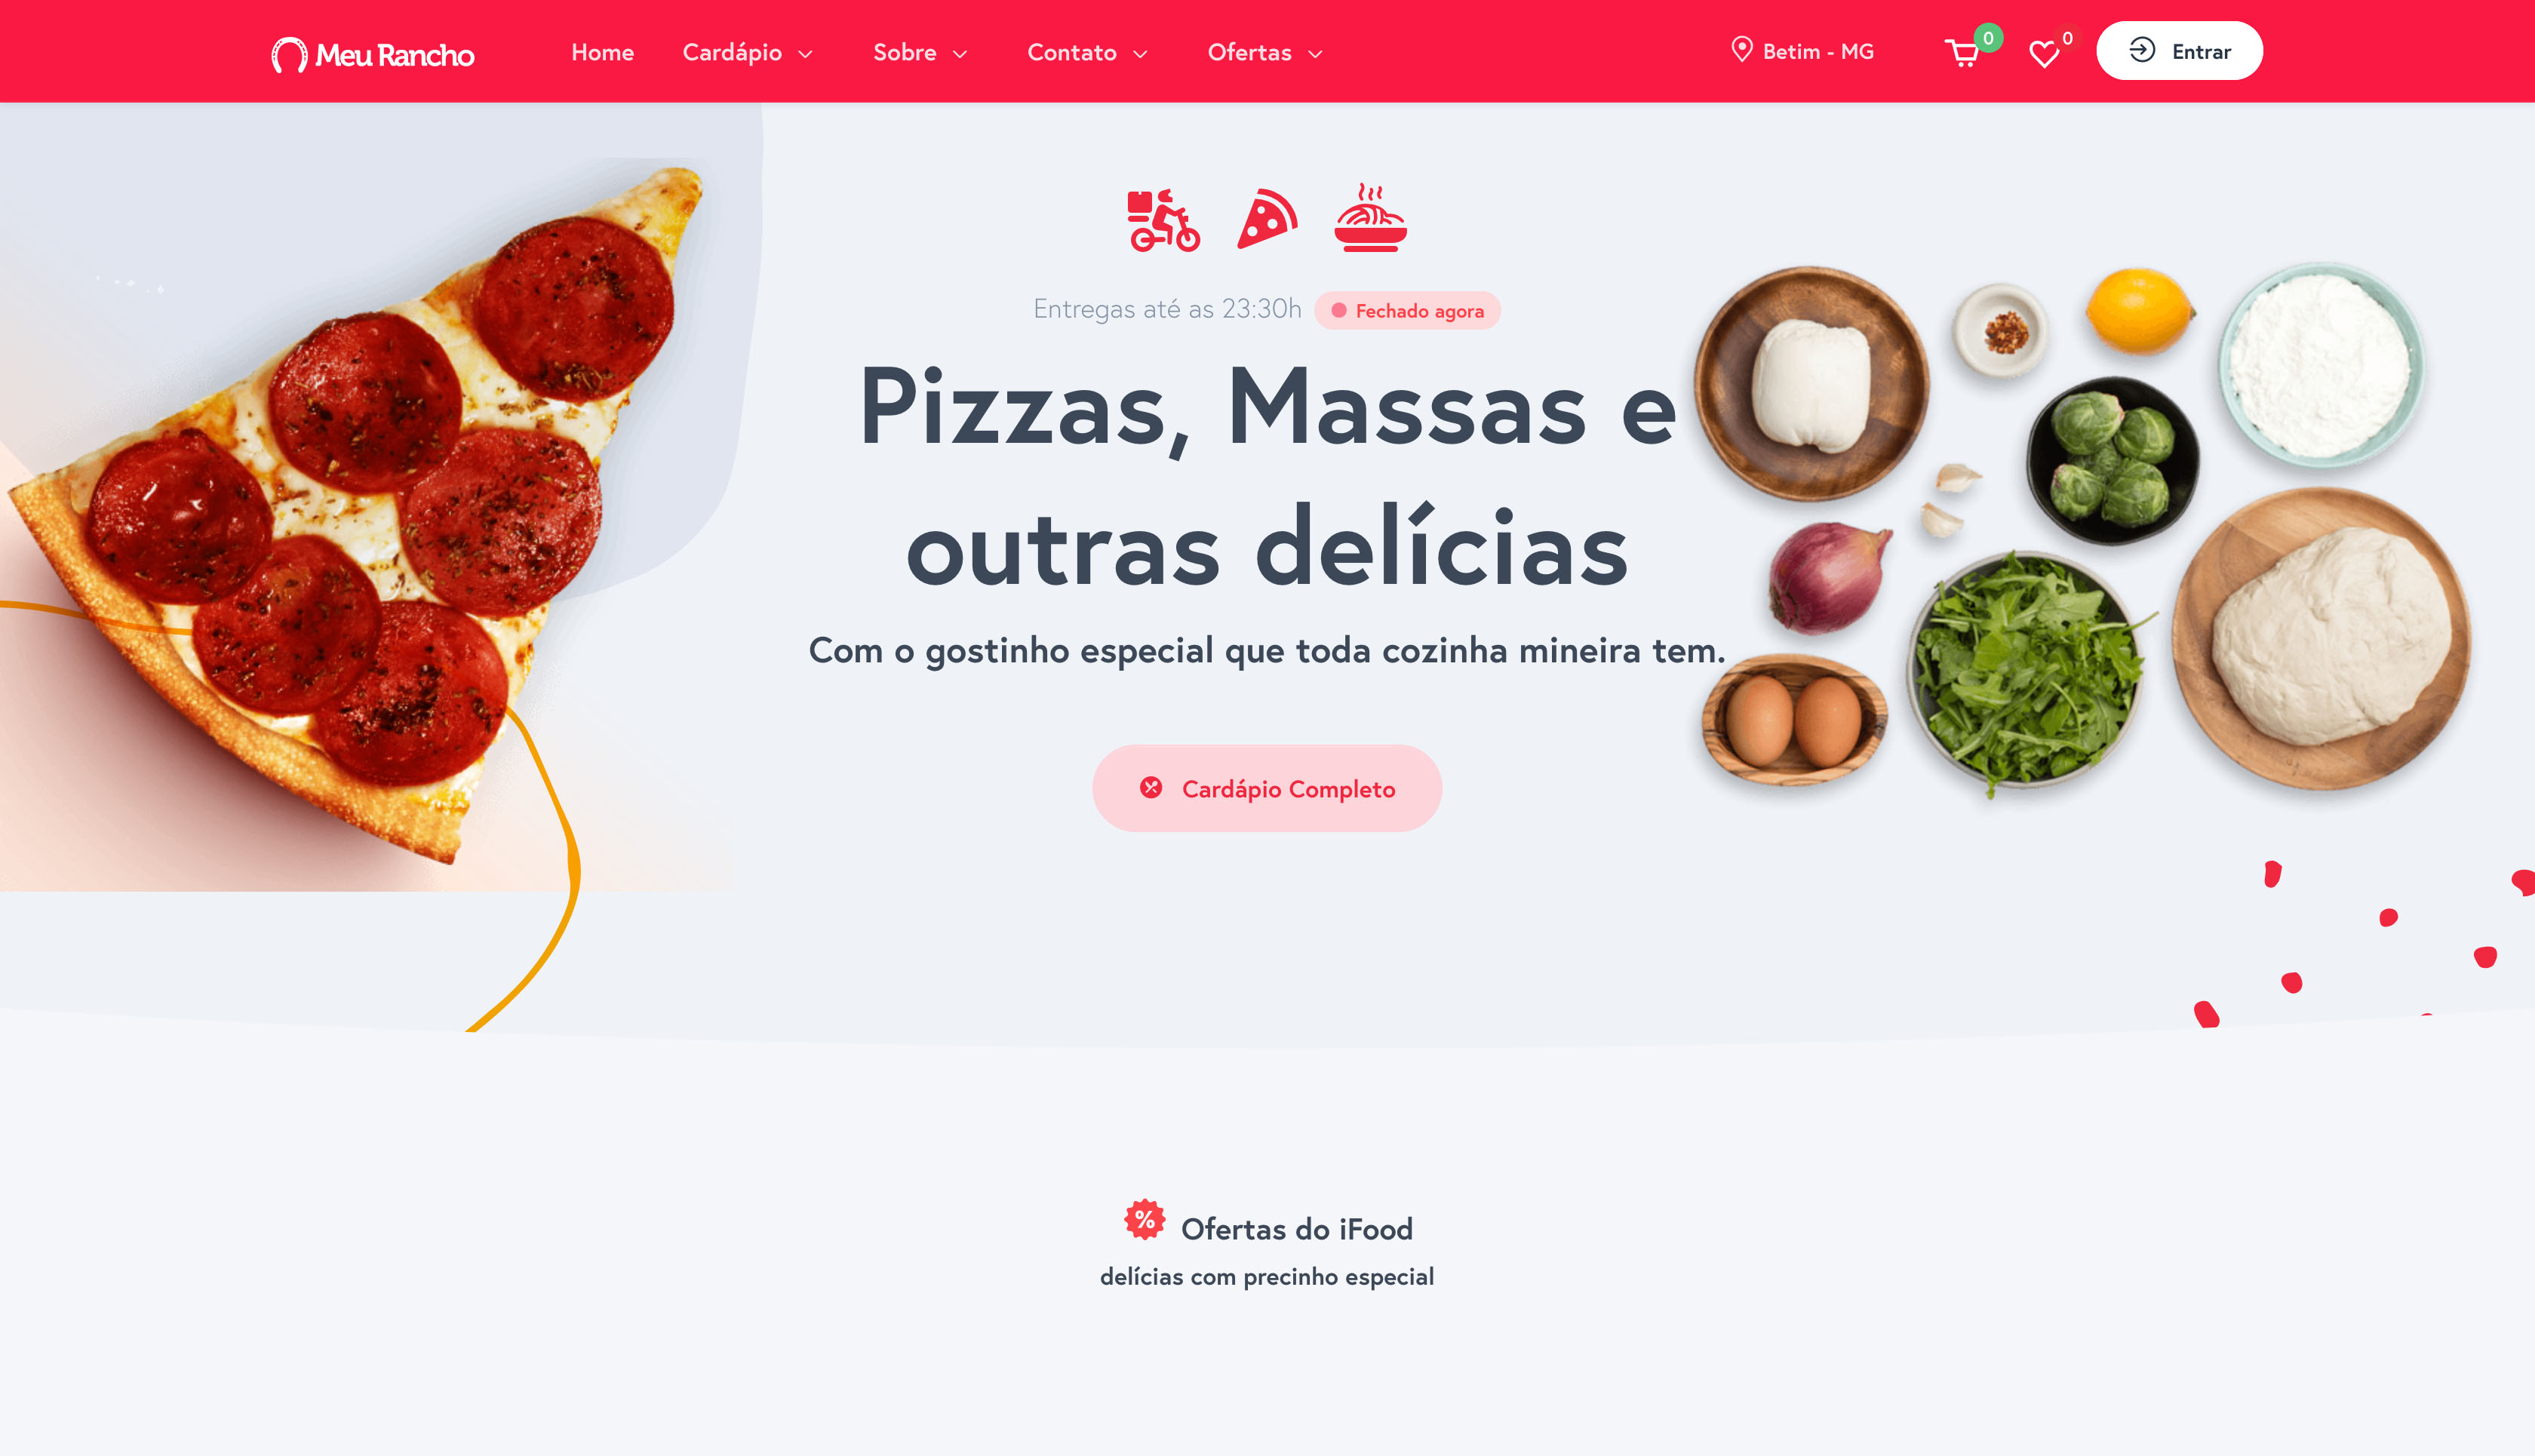 Meu Rancho
Home
Cardápio
Sobre
Contato
Ofertas
Betim - MG
0
0
Entrar
Entregas até as 23:30h
Fechado agora
Pizzas, Massas e
outras delícias
Com o gostinho especial que toda cozinha mineira tem.
Cardápio Completo
% Ofertas do iFood
delícias com precinho especial